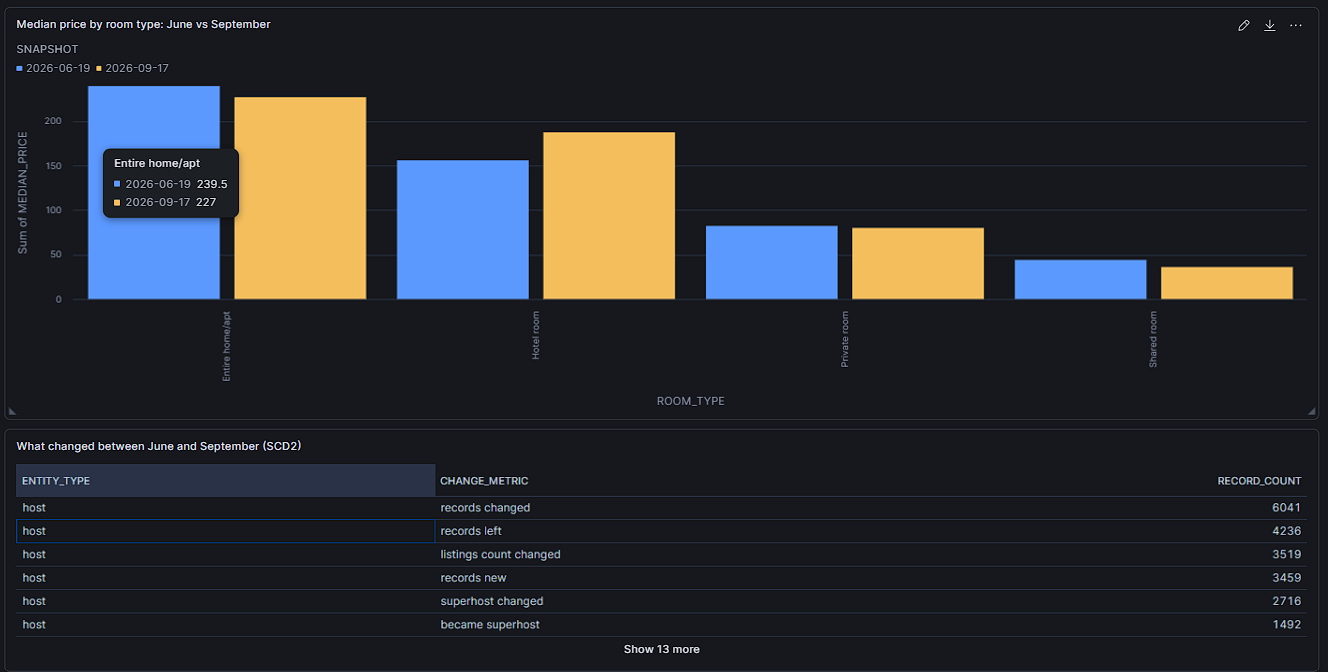 Median price by room type: June vs September
SNAPSHOT
2026-06-19 2026-09-17
Sum of MEDIAN_PRICE
200
150
100
50
0
Entire home/apt
2026-06-19 239.5
2026-09-17 227
Entire home/apt
Hotel room
Private room
Shared room
ROOM_TYPE
What changed between June and September (SCD2)
ENTITY_TYPE CHANGE_METRIC RECORD_COUNT
host records changed 6041
host records left 4236
host listings count changed 3519
host records new 3459
host superhost changed 2716
host became superhost 1492
Show 13 more